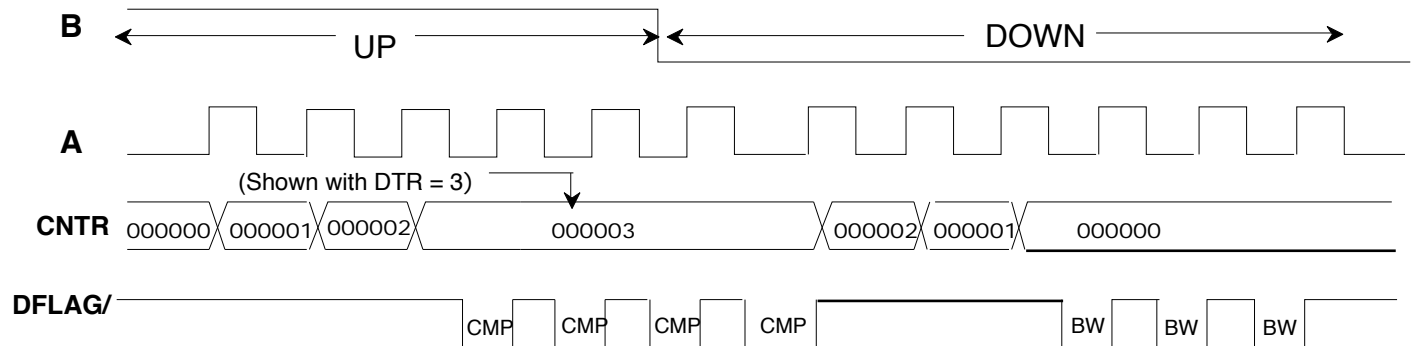 B UP DOWN
A
(Shown with DTR = 3)
CNTR 000000 000001 000002 000003 000002 000001 000000
DFLAG/ CMP CMP CMP CMP BW BW BW